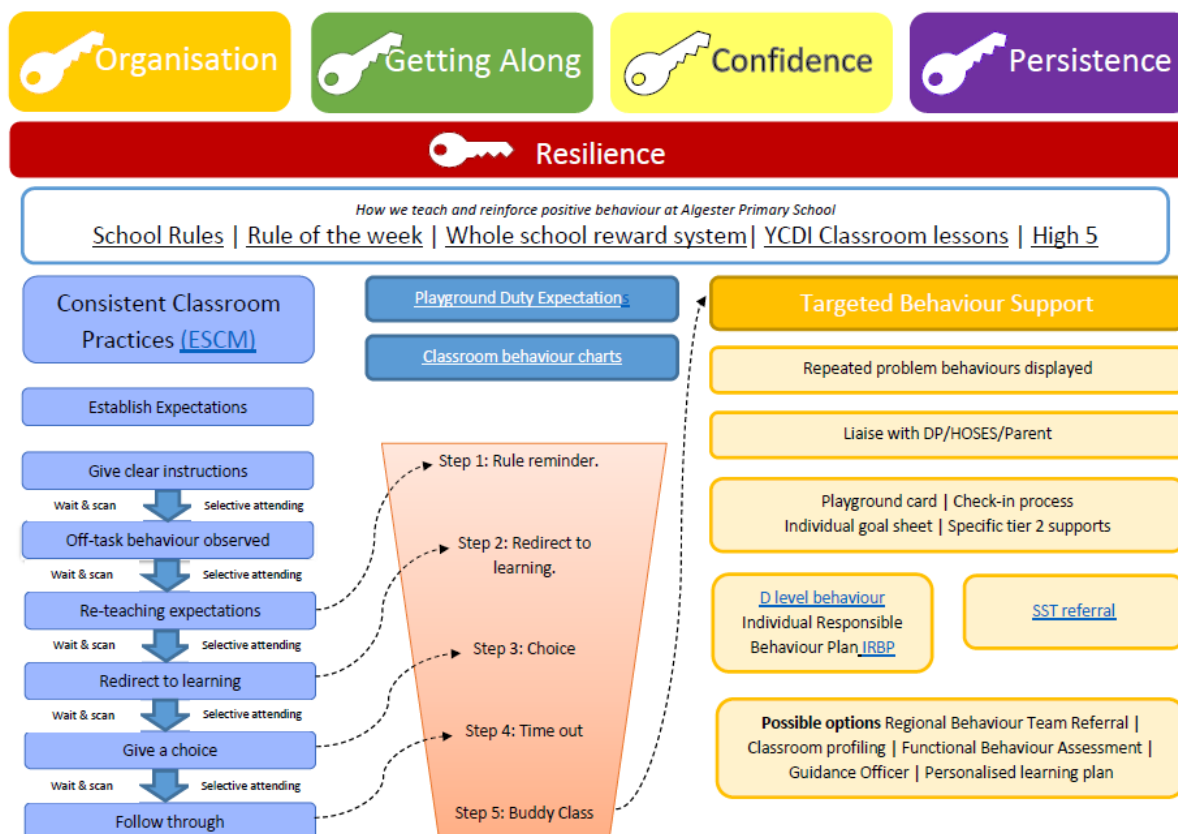 Organisation
Getting Along
Confidence
Persistence
Resilience
How we teach and reinforce positive behaviour at Algester Primary School
School Rules | Rule of the week | Whole school reward system| YCDI Classroom lessons | High 5
Consistent Classroom
Practices (ESCM)
Establish Expectations
Give clear instructions
Wait & scan Selective attending
Off-task behaviour observed
Wait & scan Selective attending
Re-teaching expectations
Wait & scan Selective attending
Redirect to learning
Wait & scan Selective attending
Give a choice
Wait & scan Selective attending
Follow through
Playground Duty Expectations
Classroom behaviour charts
Step 1: Rule reminder.
Step 2: Redirect to
learning.
Step 3: Choice
Step 4: Time out
Step 5: Buddy Class
Targeted Behaviour Support
Repeated problem behaviours displayed
Liaise with DP/HOSES/Parent
Playground card | Check-in process
Individual goal sheet | Specific tier 2 supports
D level behaviour
Individual Responsible
Behaviour Plan IRBP
SST referral
Possible options Regional Behaviour Team Referral |
Classroom profiling | Functional Behaviour Assessment |
Guidance Officer | Personalised learning plan